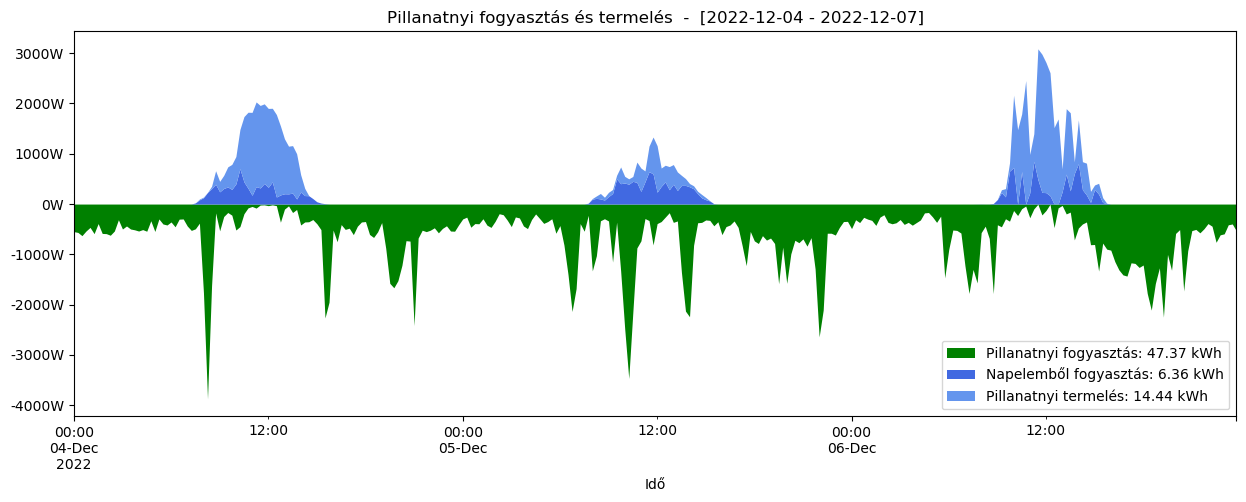 Pillanatnyi fogyasztás és termelés  -  [2022-12-04 - 2022-12-07]
3000W
2000W
1000W
0W
-1000W
-2000W
-3000W
-4000W
Pillanatnyi fogyasztás: 47.37 kWh
Napelemből fogyasztás: 6.36 kWh
Pillanatnyi termelés: 14.44 kWh
00:00 12:00 00:00 12:00 00:00 12:00
04-Dec 05-Dec 06-Dec
2022
Idő